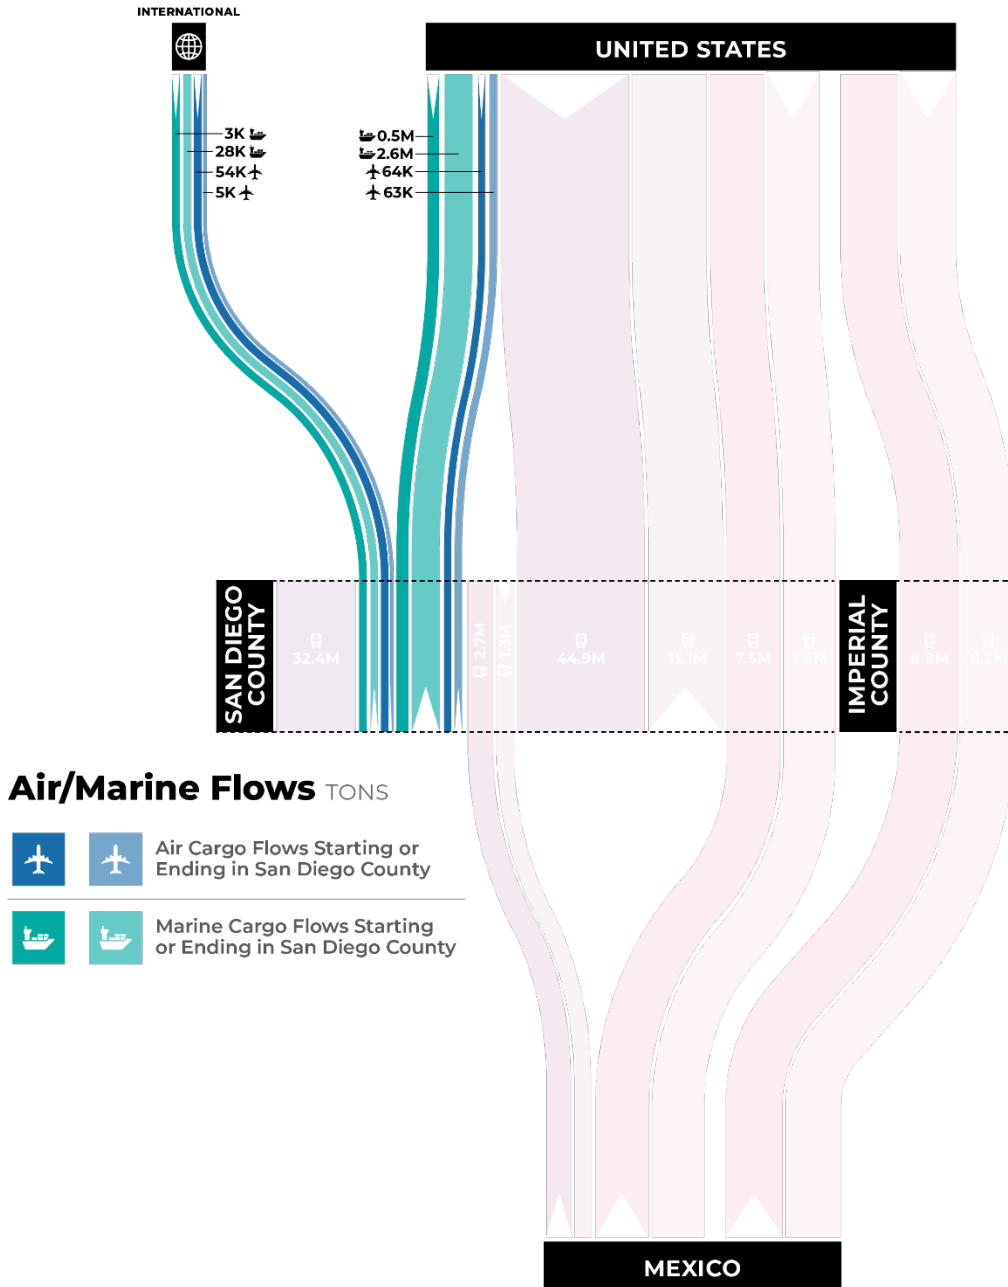 INTERNATIONAL
UNITED STATES
3K
28K
54K
5K
0.5M
2.6M
64K
63K
SAN DIEGO
COUNTY
32.4M
2.7M
1.3M
44.9M
15.1M
7.5M
7.6M
IMPERIAL
COUNTY
8.8M
8.2M
Air/Marine Flows TONS
Air Cargo Flows Starting or
Ending in San Diego County
Marine Cargo Flows Starting
or Ending in San Diego County
MEXICO